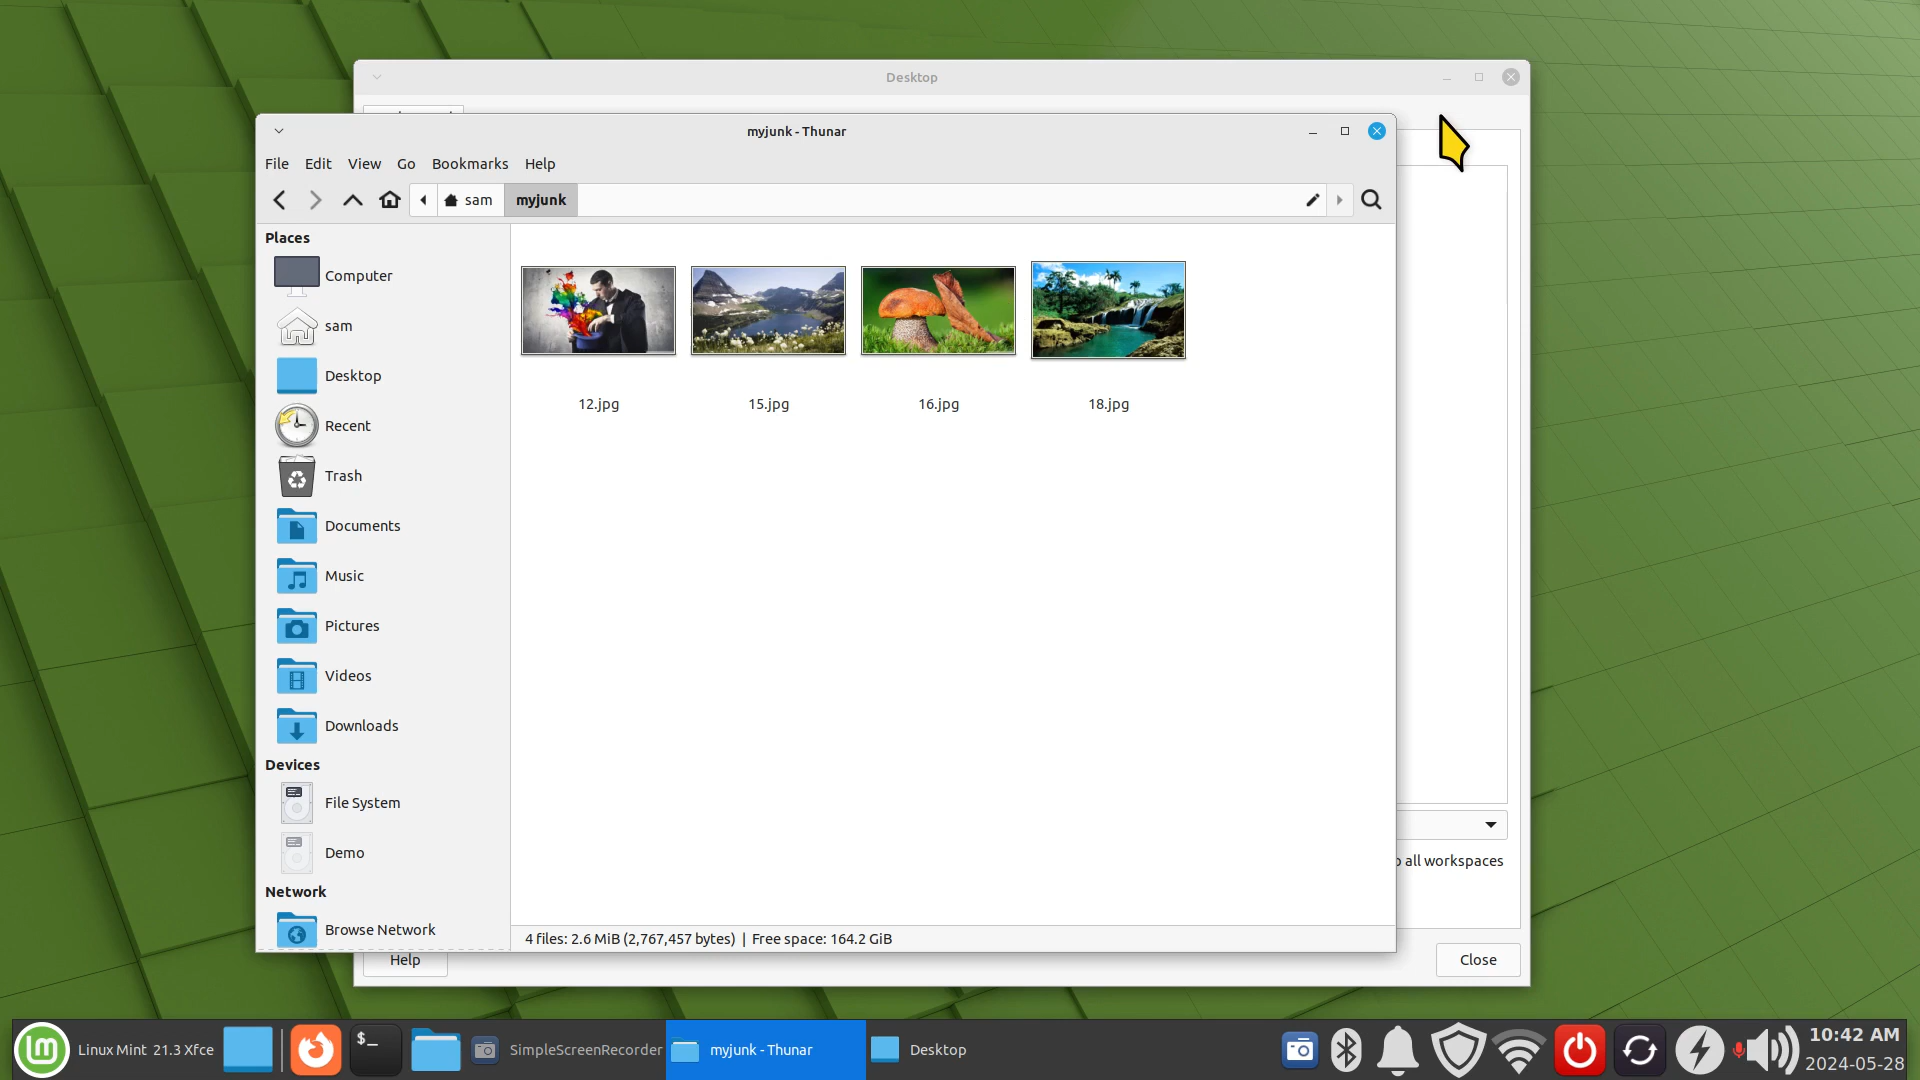 Desktop
myjunk - Thunar
File Edit View Go Bookmarks Help
sam myjunk
Places
Computer
sam
Desktop
Recent
Trash
Documents
Music
Pictures
Videos
Downloads
Devices
File System
Demo
Network
Browse Network
12.jpg 15.jpg 16.jpg 18.jpg
4 files: 2.6 MiB (2,767,457 bytes) | Free space: 164.2 GiB
all workspaces
Help Close
Linux Mint 21.3 Xfce $_ SimpleScreenRecorder myjunk - Thunar Desktop
10:42 AM
2024-05-28